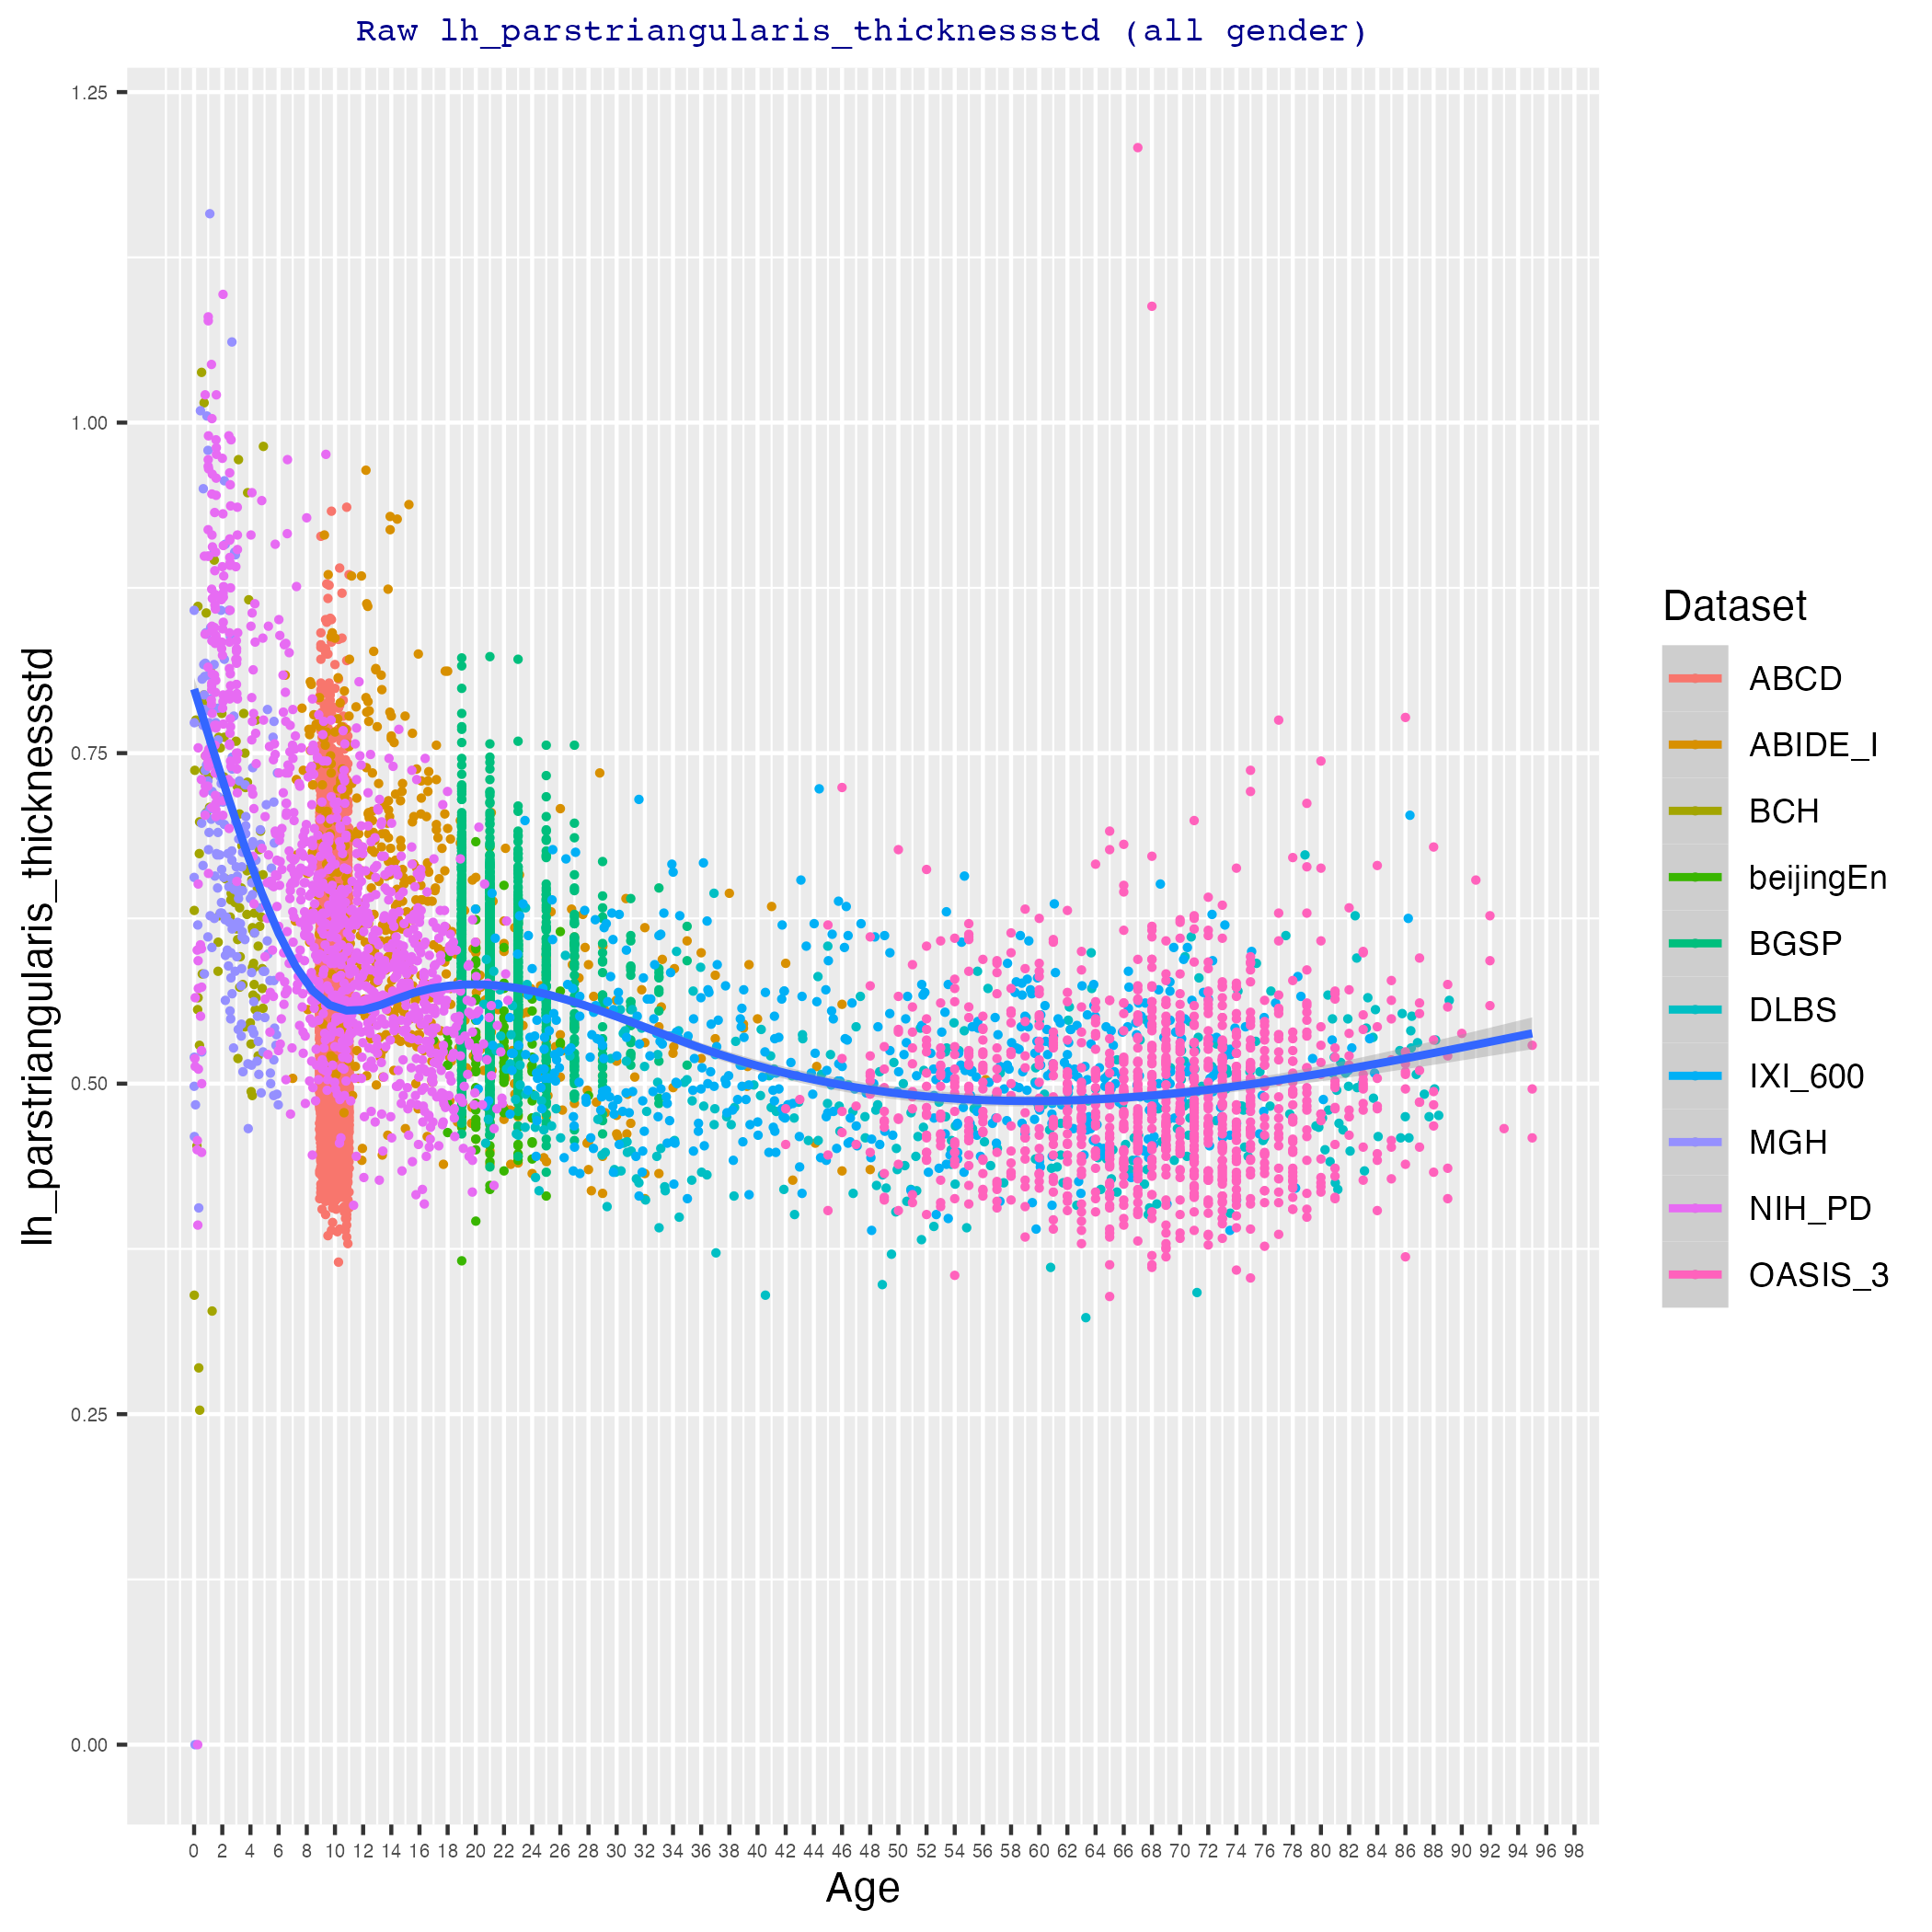 Raw lh_parstriangularis_thicknessstd (all gender)
lh_parstriangularis_thicknessstd
1.25
1.00
0.75
0.50
0.25
0.00
0 2 4 6 8 10 12 14 16 18 20 22 24 26 28 30 32 34 36 38 40 42 44 46 48 50 52 54 56 58 60 62 64 66 68 70 72 74 76 78 80 82 84 86 88 90 92 94 96 98
Age
Dataset
ABCD
ABIDE_I
BCH
beijingEn
BGSP
DLBS
IXI_600
MGH
NIH_PD
OASIS_3